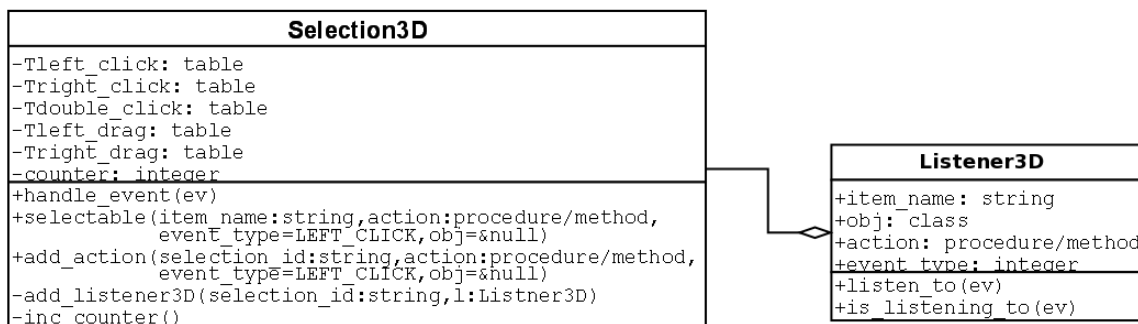 Selection3D
-Tleft_click: table
-Tright_click: table
-Tdouble_click: table
-Tleft_drag: table
-Tright_drag: table
-counter: integer
+handle_event(ev)
+selectable(item_name:string,action:procedure/method,
event_type=LEFT_CLICK,obj=&null)
+add_action(selection_id:string,action:procedure/method,
event_type=LEFT_CLICK,obj=&null)
-add_listener3D(selection_id:string,l:Listner3D)
-inc_counter()
Listener3D
+item_name: string
+obj: class
+action: procedure/method
+event_type: integer
+listen_to(ev)
+is_listening_to(ev)